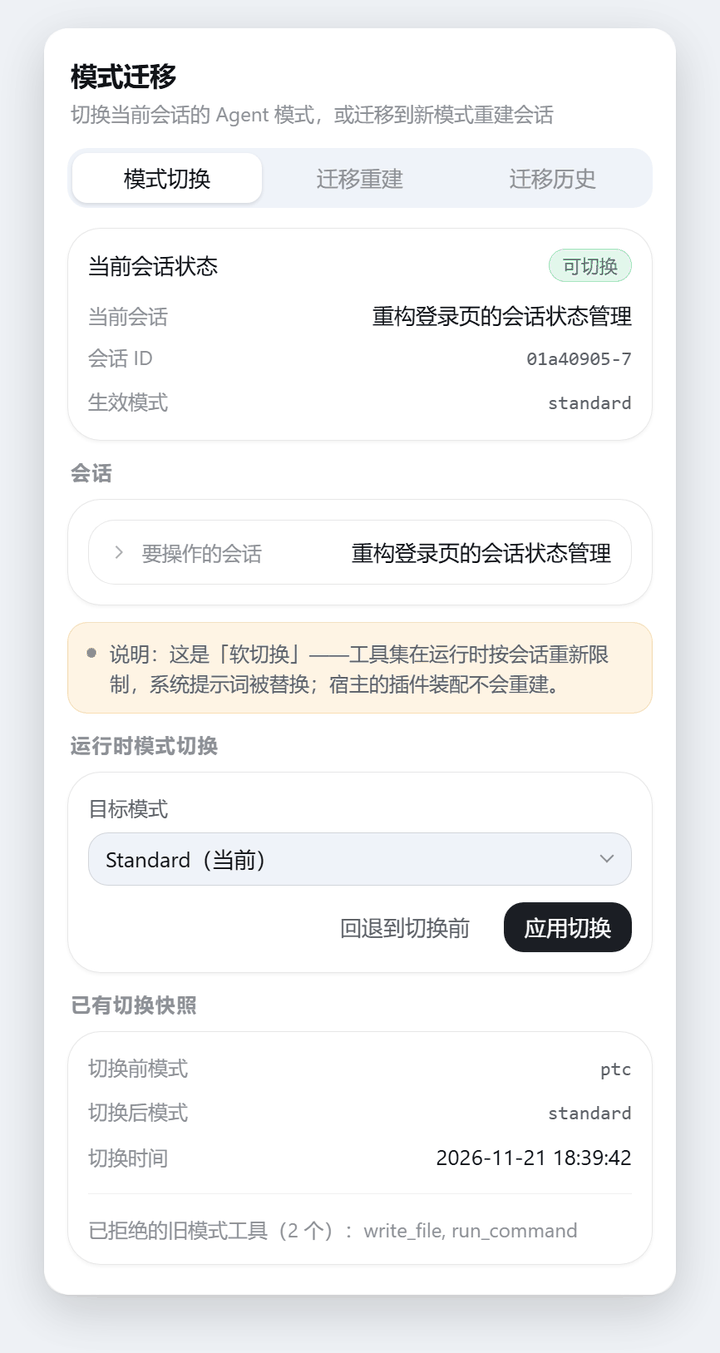 模式迁移
切换当前会话的 Agent 模式，或迁移到新模式重建会话
模式切换 迁移重建 迁移历史
当前会话状态 可切换
当前会话 重构登录页的会话状态管理
会话 ID 01a40905-7
生效模式 standard
会话
要操作的会话 重构登录页的会话状态管理
说明：这是「软切换」——工具集在运行时按会话重新限
制，系统提示词被替换；宿主的插件装配不会重建。
运行时模式切换
目标模式
Standard（当前）
回退到切换前 应用切换
已有切换快照
切换前模式 ptc
切换后模式 standard
切换时间 2026-11-21 18:39:42
已拒绝的旧模式工具（2 个）：write_file, run_command